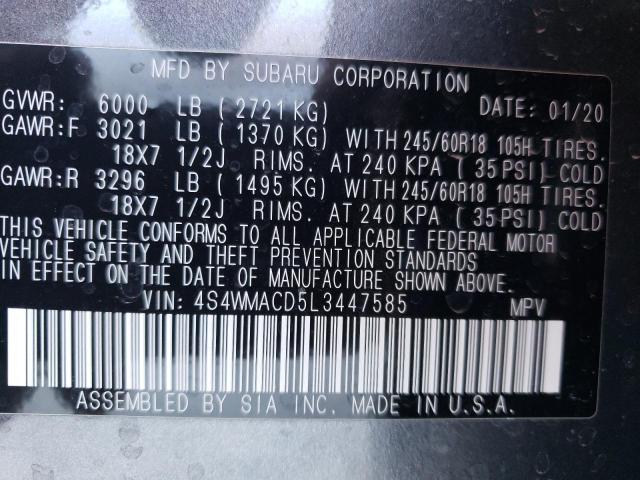 MFD BY SUBARU CORPORATION
GVWR: 6000 LB ( 2721 KG) DATE: 01/20
GAWR:F 3021 LB ( 1370 KG) WITH 245/60R18 105H TIRES.
18X7 1/2J RIMS. AT 240 KPA ( 35 PSI) COLD
GAWR:R 3296 LB ( 1495 KG) WITH 245/60R18 105H TIRES.
18X7 1/2J RIMS. AT 240 KPA ( 35 PSI) COLD
THIS VEHICLE CONFORMS TO ALL APPLICABLE FEDERAL MOTOR
VEHICLE SAFETY AND THEFT PREVENTION STANDARDS
IN EFFECT ON THE DATE OF MANUFACTURE SHOWN ABOVE.
VIN: 4S4WMACD5L3447585 MPV
ASSEMBLED BY SIA INC. MADE IN U.S.A.